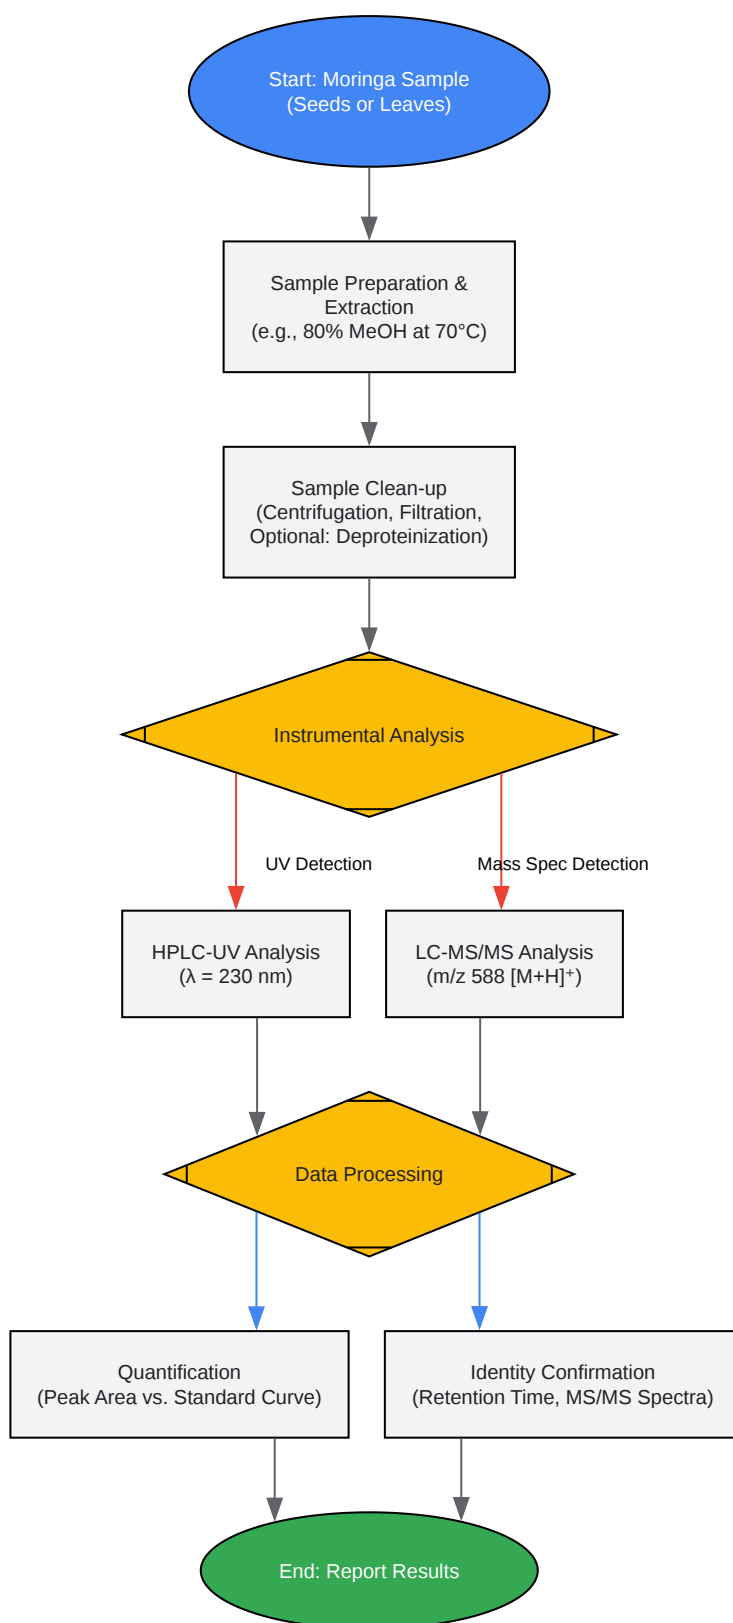 Start: Moringa Sample
(Seeds or Leaves)
Sample Preparation &
Extraction
(e.g., 80% MeOH at 70°C)
Sample Clean-up
(Centrifugation, Filtration,
Optional: Deproteinization)
Instrumental Analysis
UV Detection
Mass Spec Detection
HPLC-UV Analysis
(λ = 230 nm)
LC-MS/MS Analysis
(m/z 588 [M+H]⁺)
Data Processing
Quantification
(Peak Area vs. Standard Curve)
Identity Confirmation
(Retention Time, MS/MS Spectra)
End: Report Results